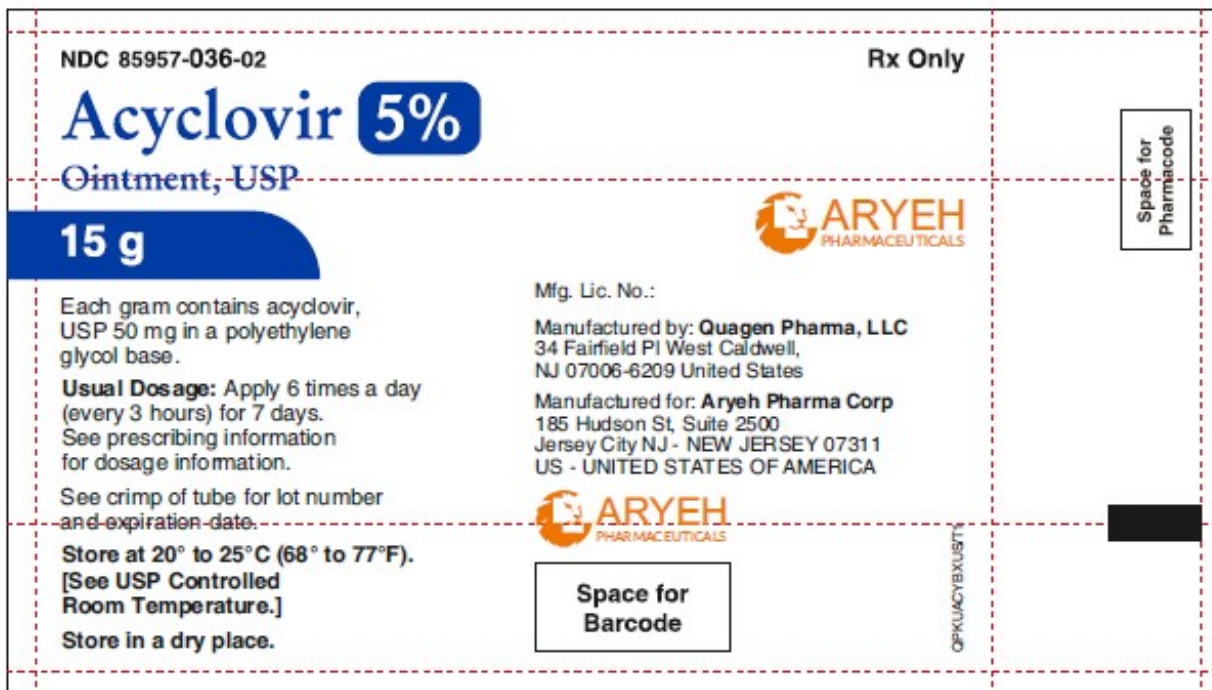 NDC 85957-036-02
Rx Only
Acyclovir 5%
Ointment, USP
15 g
ARYEH
PHARMACEUTICALS
Each gram contains acyclovir,
USP 50 mg in a polyethylene
glycol base.
Usual Dosage: Apply 6 times a day
(every 3 hours) for 7 days.
See prescribing information
for dosage information.
See crimp of tube for lot number
and expiration date.
Store at 20° to 25°C (68° to 77°F).
[See USP Controlled
Room Temperature.]
Store in a dry place.
Mfg. Lic. No.:
Manufactured by: Quagen Pharma, LLC
34 Fairfield Pl West Caldwell,
NJ 07006-6209 United States
Manufactured for: Aryeh Pharma Corp
185 Hudson St, Suite 2500
Jersey City NJ - NEW JERSEY 07311
US - UNITED STATES OF AMERICA
ARYEH
PHARMACEUTICALS
Space for
Barcode
QPKUACYBXUS/T1
Space for
Pharmacode